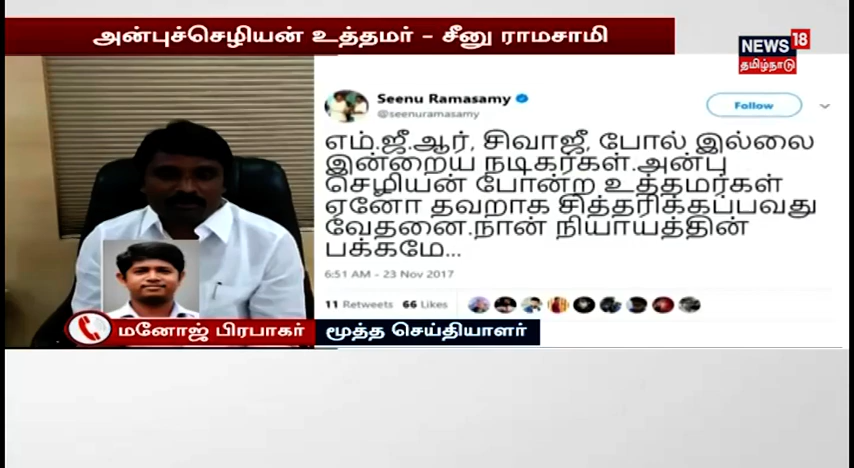 அன்புச்செழியன் உத்தமர் – சீனு ராமசாமி
NEWS 18
தமிழ்நாடு
Seenu Ramasamy
@seenuramasamy
Follow
எம்.ஜீ.ஆர், சிவாஜீ, போல் இல்லை
இன்றைய நடிகர்கள்.அன்பு
செழியன் போன்ற உத்தமர்கள்
ஏனோ தவறாக சித்தரிக்கப்பவது
வேதனை.நான் நியாயத்தின்
பக்கமே...
6:51 AM - 23 Nov 2017
11 Retweets 66 Likes
மனோஜ் பிரபாகர் மூத்த செய்தியாளர்